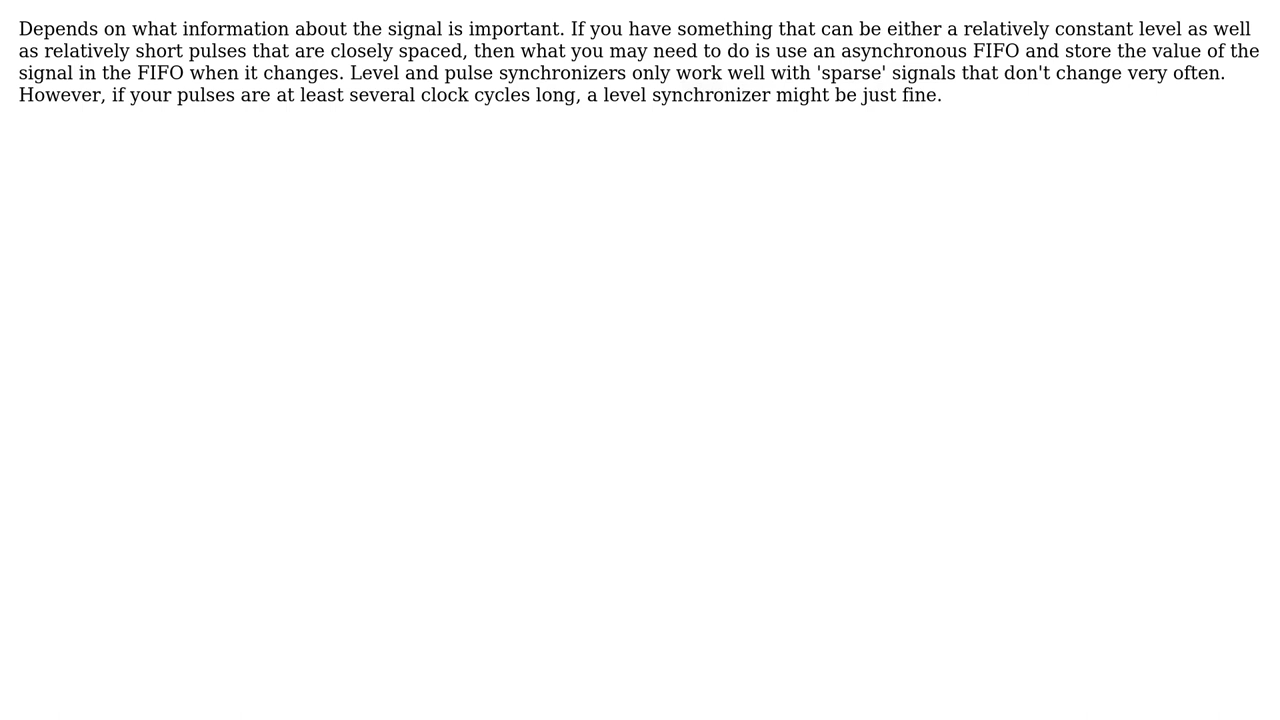 Depends on what information about the signal is important. If you have something that can be either a relatively constant level as well
as relatively short pulses that are closely spaced, then what you may need to do is use an asynchronous FIFO and store the value of the
signal in the FIFO when it changes. Level and pulse synchronizers only work well with 'sparse' signals that don't change very often.
However, if your pulses are at least several clock cycles long, a level synchronizer might be just fine.